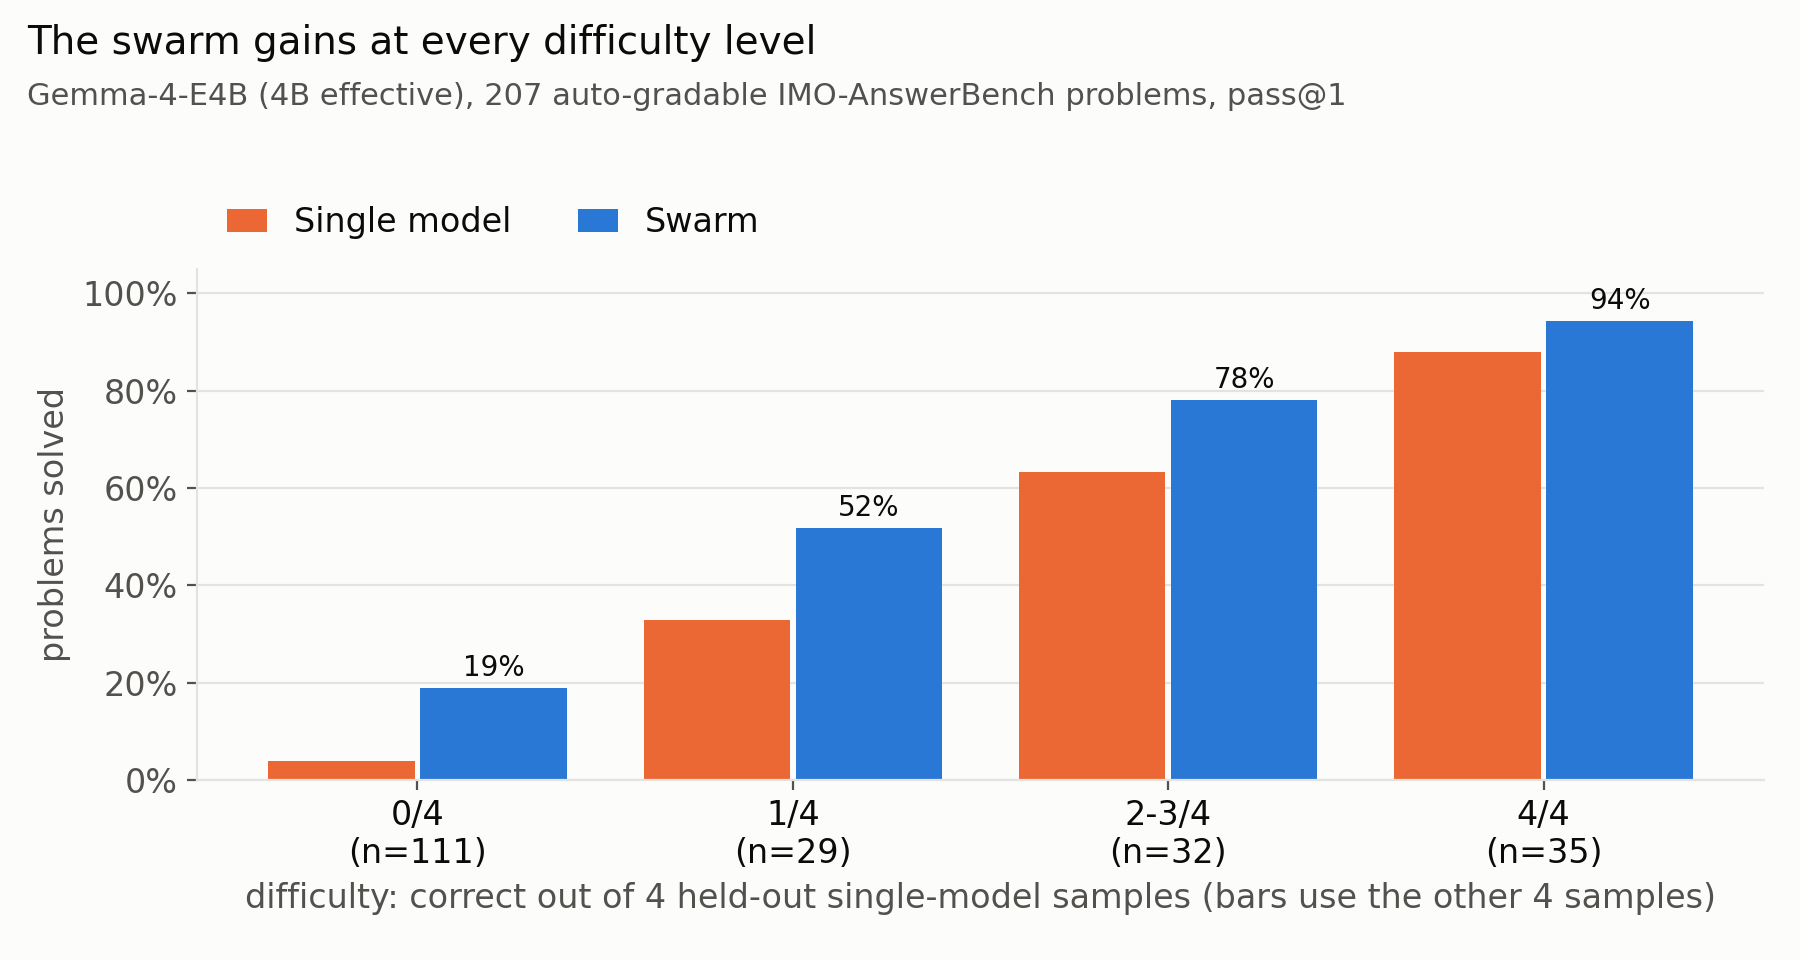 The swarm gains at every difficulty level
Gemma-4-E4B (4B effective), 207 auto-gradable IMO-AnswerBench problems, pass@1
Single model
Swarm
problems solved
100%
80%
60%
40%
20%
0%
19%
52%
78%
94%
0/4
(n=111)
1/4
(n=29)
2-3/4
(n=32)
4/4
(n=35)
difficulty: correct out of 4 held-out single-model samples (bars use the other 4 samples)